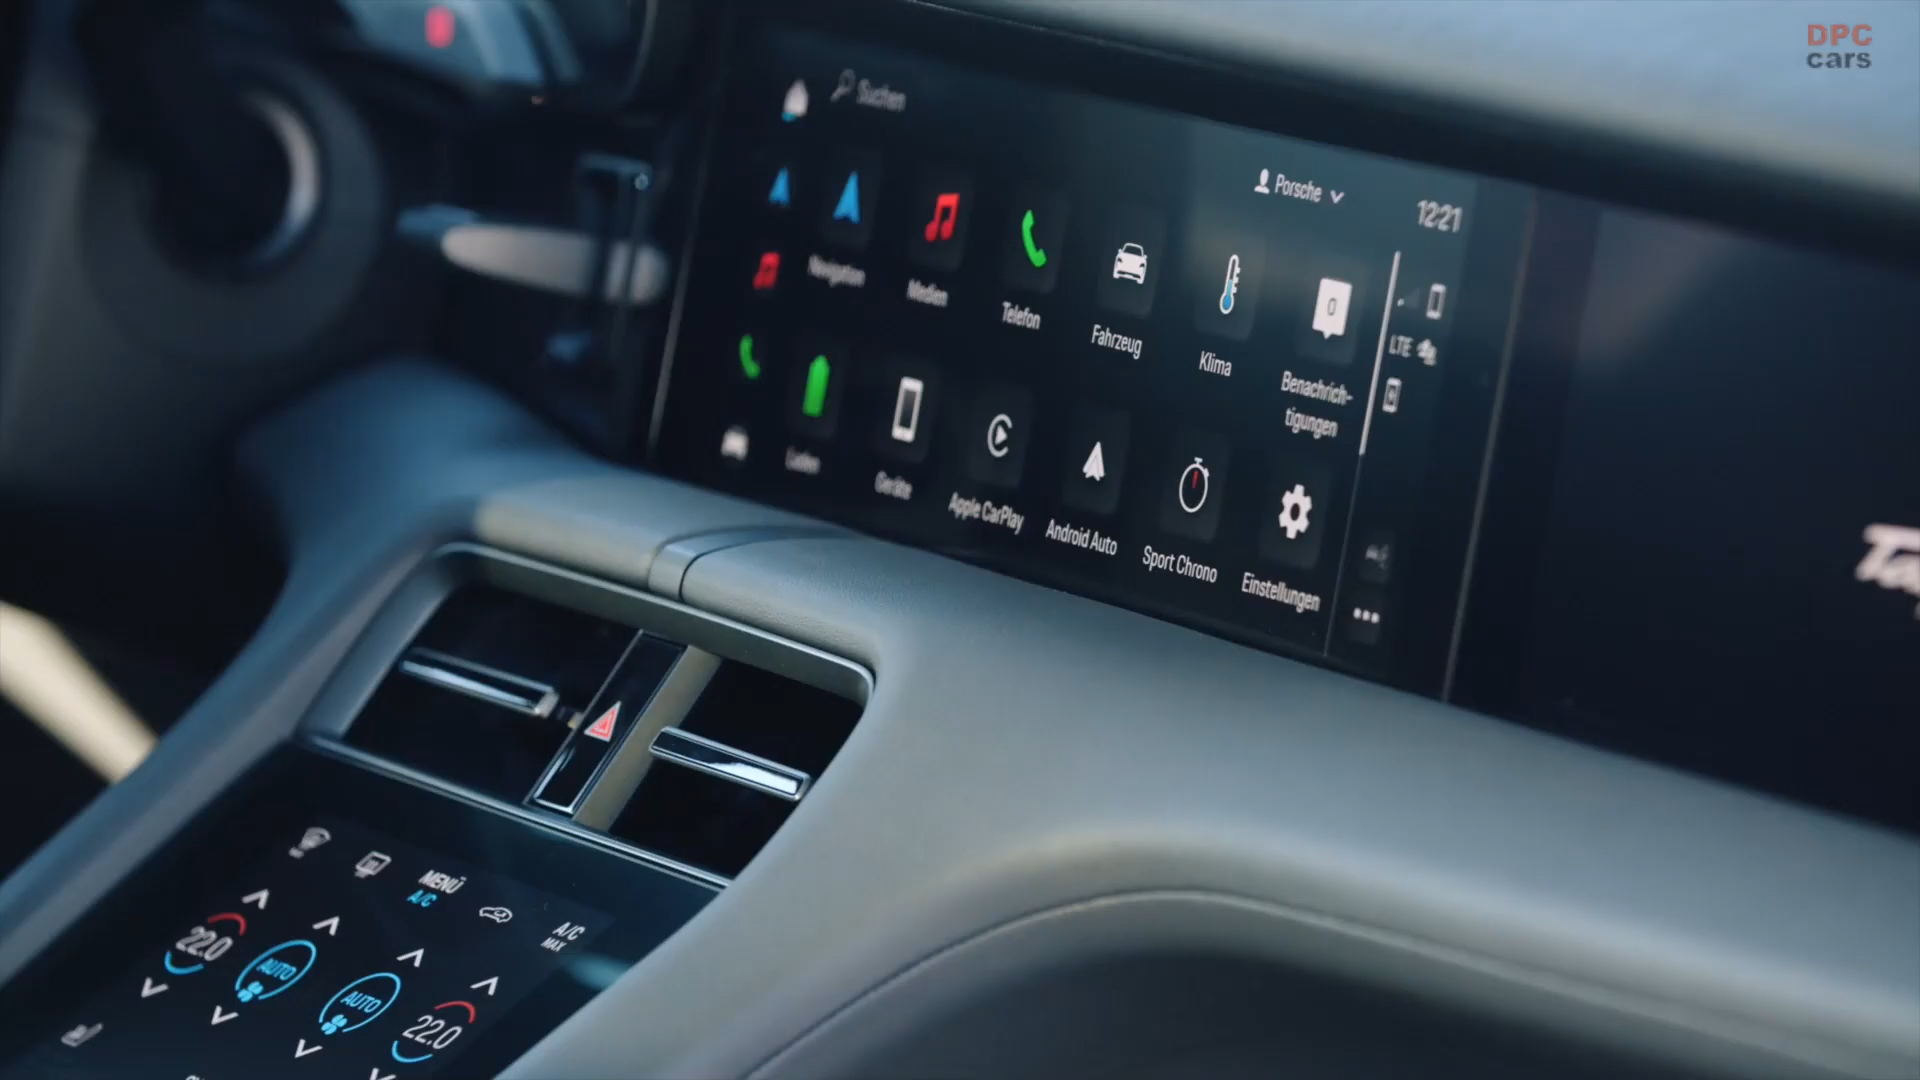 DPC
cars
Suchen
Porsche
12:21
Navigation
Medien
Telefon
Fahrzeug
Klima
0
Benachrich-
tigungen
LTE
Laden
Geräte
Apple CarPlay
Android Auto
Sport Chrono
Einstellungen
MENÜ
A/C
A/C
MAX
22.0
AUTO
AUTO
22.0